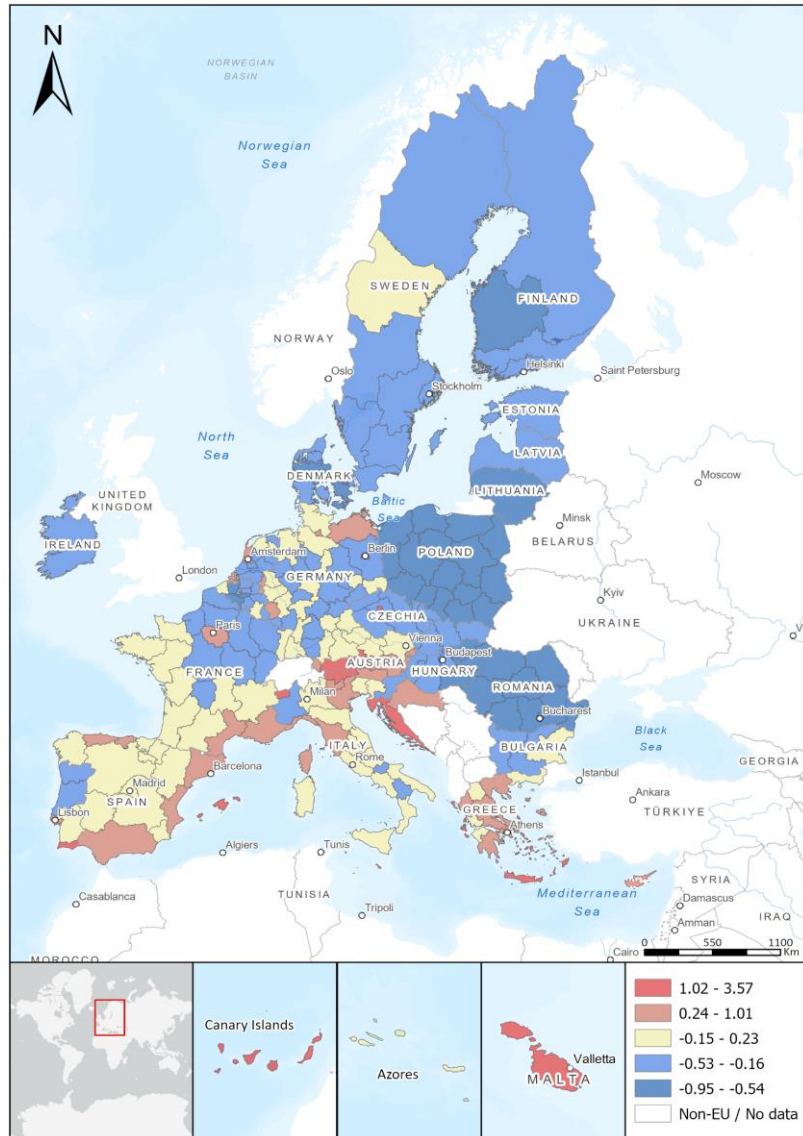 N
NORWEGIAN
BASIN
Norwegian
Sea
SWEDEN
FINLAND
NORWAY
Oslo
Helsinki
Saint Petersburg
Stockholm
ESTONIA
North
Sea
LATVIA
DENMARK
Moscow
Baltic
Sea
LITHUANIA
UNITED
KINGDOM
Minsk
BELARUS
IRELAND
Amsterdam
Berlin
POLAND
London
GERMANY
Kyiv
CZECHIA
UKRAINE
Paris
Vienna
V
Budapest
AUSTRIA
FRANCE
HUNGARY
Milan
ROMANIA
Bucharest
ITALY
BULGARIA
Black
Sea
Rome
GEORGIA
Barcelona
Istanbul
Madrid
SPAIN
Ankara
Lisbon
GREECE
TÜRKIYE
Athens
Algiers
Tunis
SYRIA
Mediterranean
Sea
Casablanca
TUNISIA
Damascus
Tripoli
IRAQ
Amman
0 550 1100
Km
MOROCCO
Cairo
Canary Islands
Azores
Valletta
MALTA
1.02 - 3.57
0.24 - 1.01
-0.15 - 0.23
-0.53 - -0.16
-0.95 - -0.54
Non-EU / No data